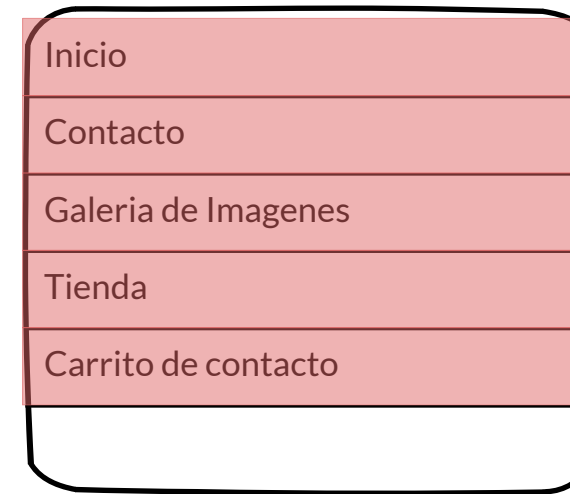 Inicio
Contacto
Galeria de Imagenes
Tienda
Carrito de contacto